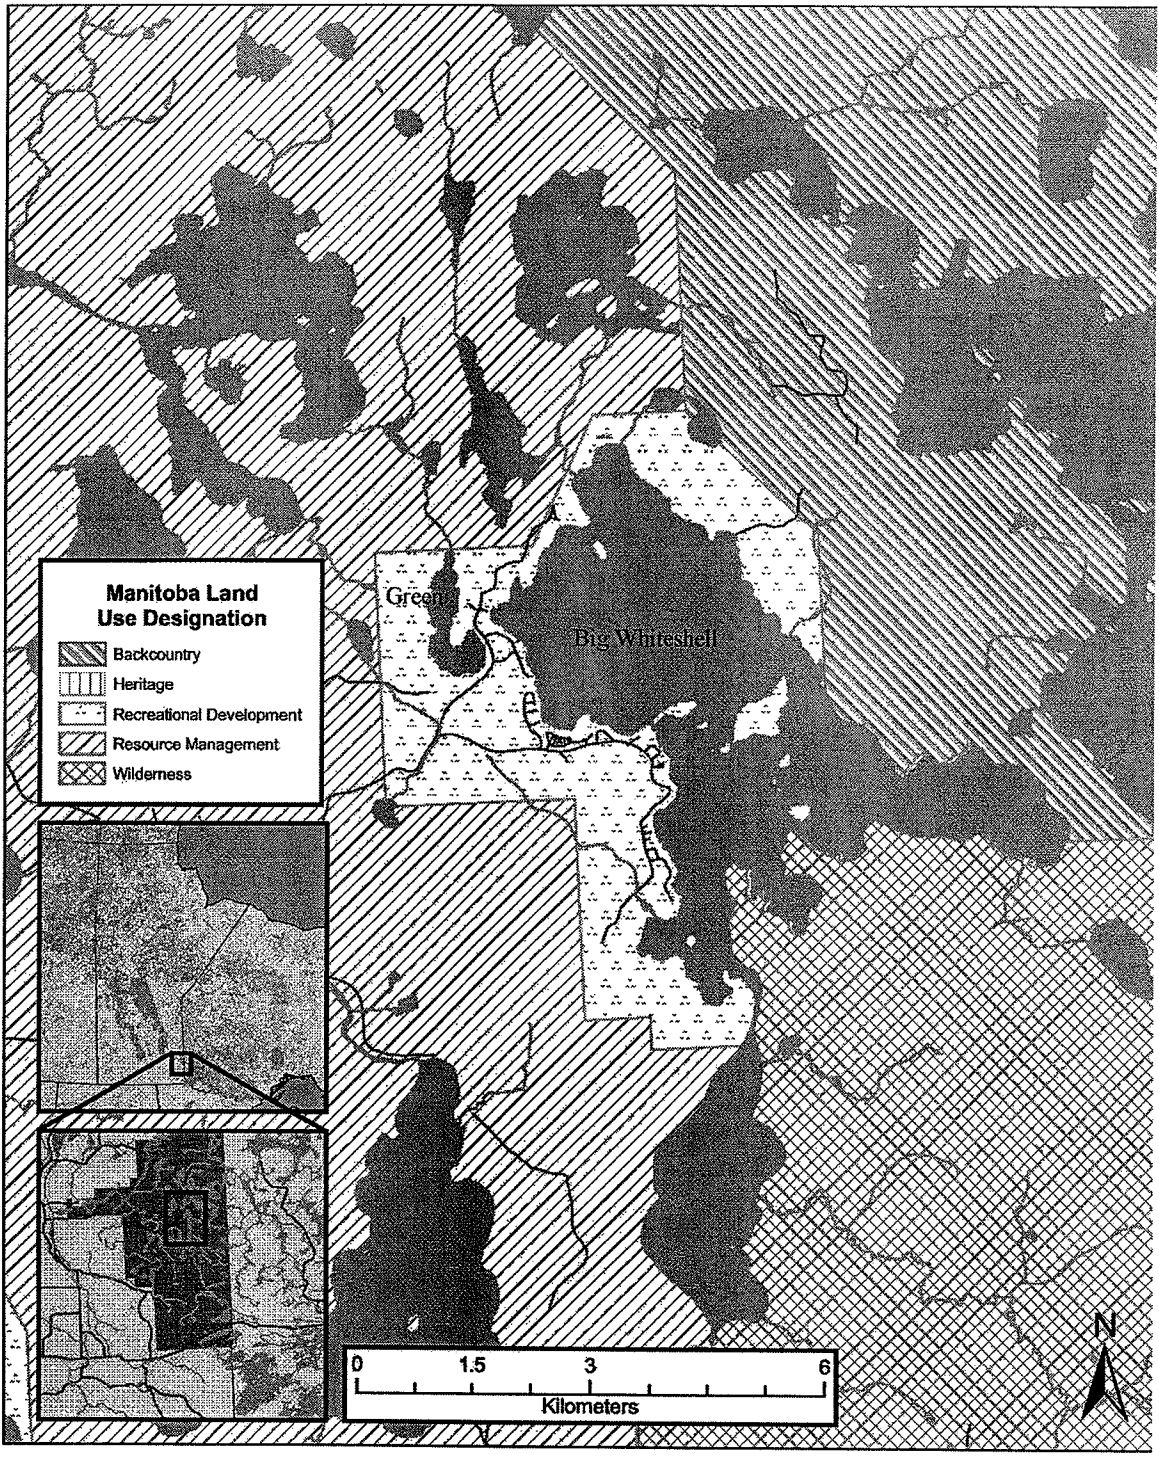 Green
Big Whiteshell
Manitoba Land
Use Designation
Backcountry
Heritage
Recreational Development
Resource Management
Wilderness
0 1.5 3 6
Kilometers
N